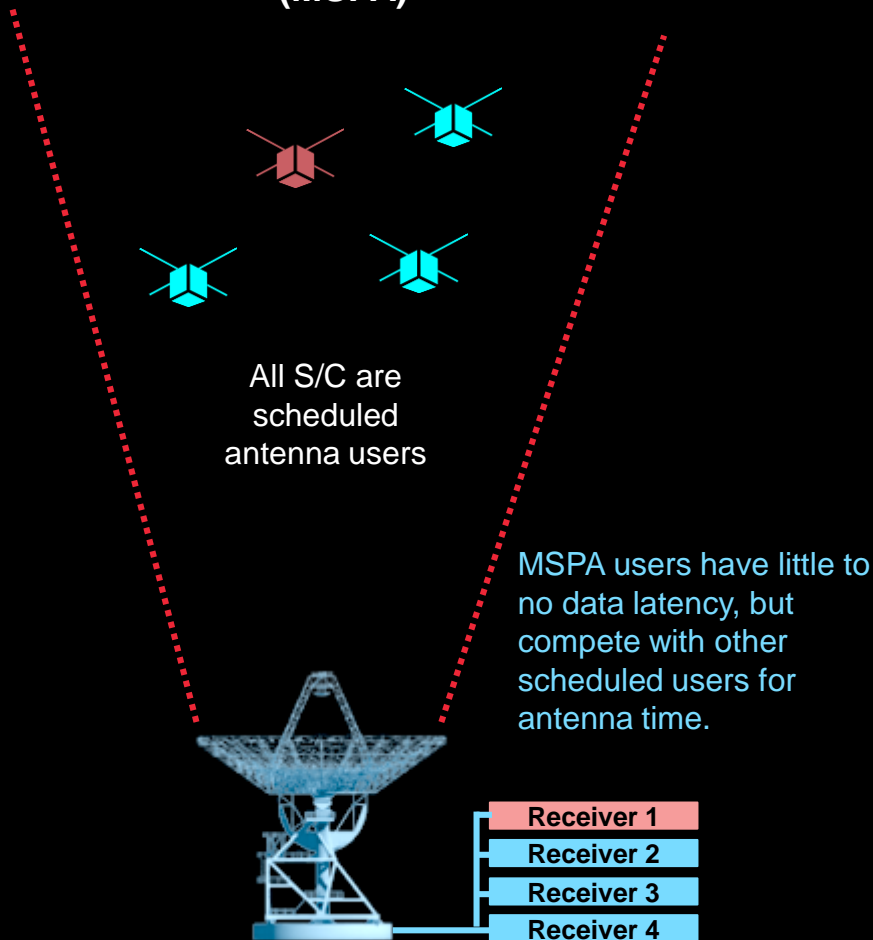 (MSPA)
All S/C are
scheduled
antenna users
MSPA users have little to
no data latency, but
compete with other
scheduled users for
antenna time.
Receiver 1
Receiver 2
Receiver 3
Receiver 4